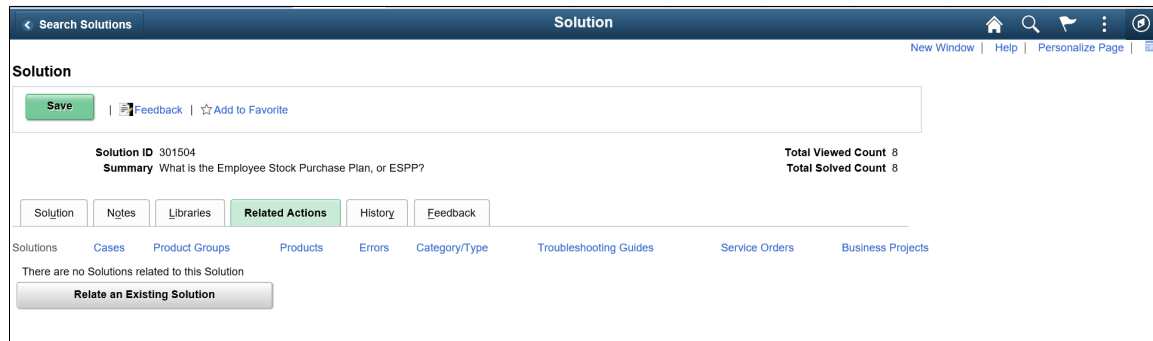 Search Solutions
Solution
New Window | Help | Personalize Page |
Solution
Save | Feedback | Add to Favorite
Solution ID 301504
Total Viewed Count 8
Summary What is the Employee Stock Purchase Plan, or ESPP?
Total Solved Count 8
Solution Notes Libraries Related Actions History Feedback
Solutions Cases Product Groups Products Errors Category/Type Troubleshooting Guides Service Orders Business Projects
There are no Solutions related to this Solution
Relate an Existing Solution